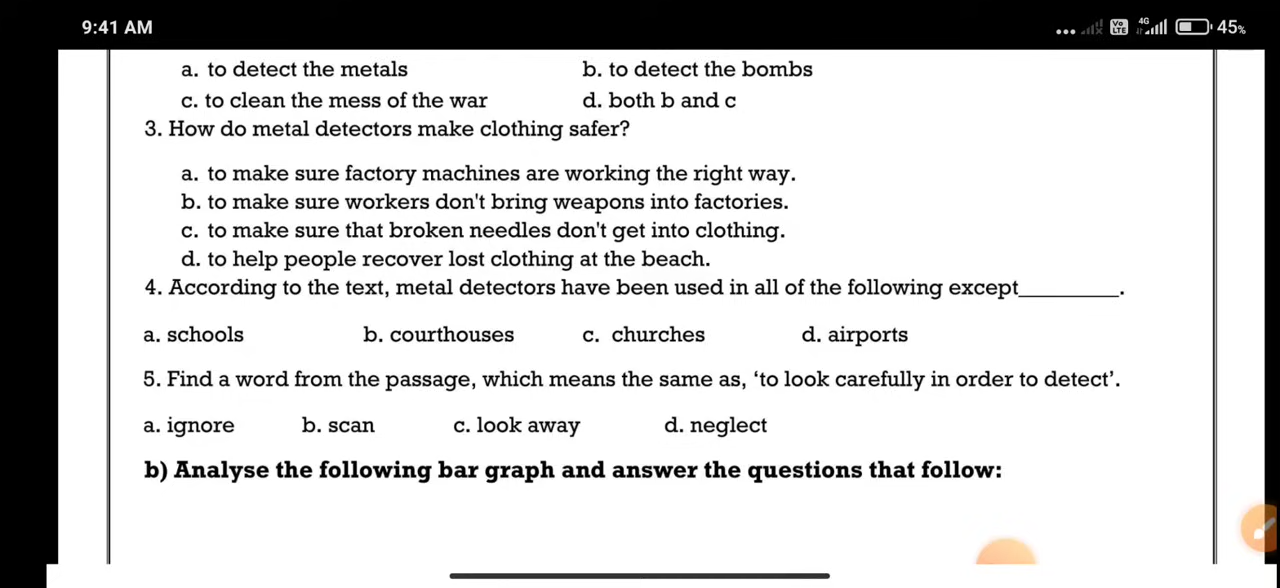 9:41 AM Vo LTE 4G 45%
a. to detect the metals b. to detect the bombs
c. to clean the mess of the war d. both b and c
3. How do metal detectors make clothing safer?
a. to make sure factory machines are working the right way.
b. to make sure workers don't bring weapons into factories.
c. to make sure that broken needles don't get into clothing.
d. to help people recover lost clothing at the beach.
4. According to the text, metal detectors have been used in all of the following except_________.
a. schools b. courthouses c. churches d. airports
5. Find a word from the passage, which means the same as, ‘to look carefully in order to detect’.
a. ignore b. scan c. look away d. neglect
b) Analyse the following bar graph and answer the questions that follow: